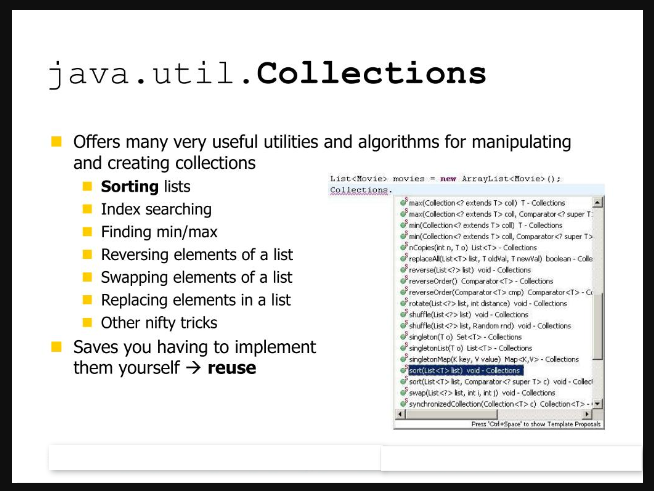 java.util.Collections
Offers many very useful utilities and algorithms for manipulating
and creating collections
Sorting lists
Index searching
Finding min/max
Reversing elements of a list
Swapping elements of a list
Replacing elements in a list
Other nifty tricks
Saves you having to implement
them yourself → reuse
List<Movie> movies = new ArrayList<Movie>();
Collections.
max(Collection<? extends T> coll) T - Collections
max(Collection<? extends T> coll, Comparator<? super T>
min(Collection<? extends T> coll) T - Collections
min(Collection<? extends T> coll, Comparator<? super T>
nCopies(int n, T o) List<T> - Collections
replaceAll(List<T> list, T oldVal, T newVal) boolean - Colle
reverse(List<?> list) void - Collections
reverseOrder() Comparator<T> - Collections
reverseOrder(Comparator<T> cmp) Comparator<T> - Co
rotate(List<?> list, int distance) void - Collections
shuffle(List<?> list) void - Collections
shuffle(List<?> list, Random rnd) void - Collections
singleton(T o) Set<T> - Collections
singletonList(T o) List<T> - Collections
singletonMap(K key, V value) Map<K,V> - Collections
sort(List<T> list) void - Collections
sort(List<T> list, Comparator<? super T> c) void - Collect
swap(List<?> list, int i, int j) void - Collections
synchronizedCollection(Collection<T> c) Collection<T> -
Press 'Ctrl+Space' to show Template Proposals